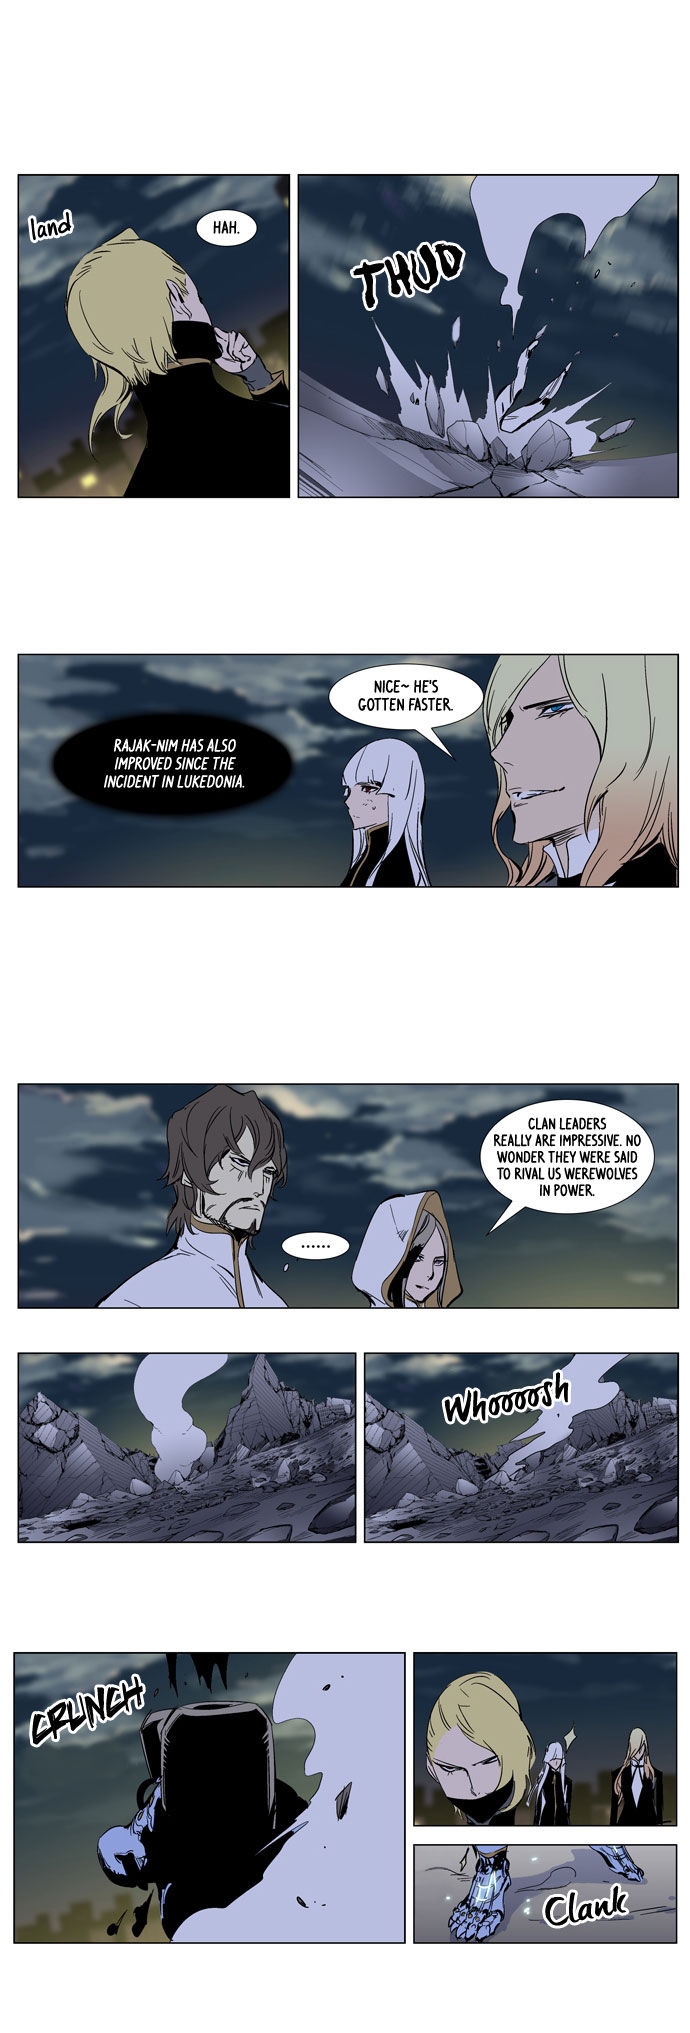 land
HAH.
THUD
NICE~ HE'S
GOTTEN FASTER.
RAJAK-NIM HAS ALSO
IMPROVED SINCE THE
INCIDENT IN LUKEDONIA.
CLAN LEADERS
REALLY ARE IMPRESSIVE. NO
WONDER THEY WERE SAID
TO RIVAL US WEREWOLVES
IN POWER.
......
Whoooosh
CRUNCH
Clank